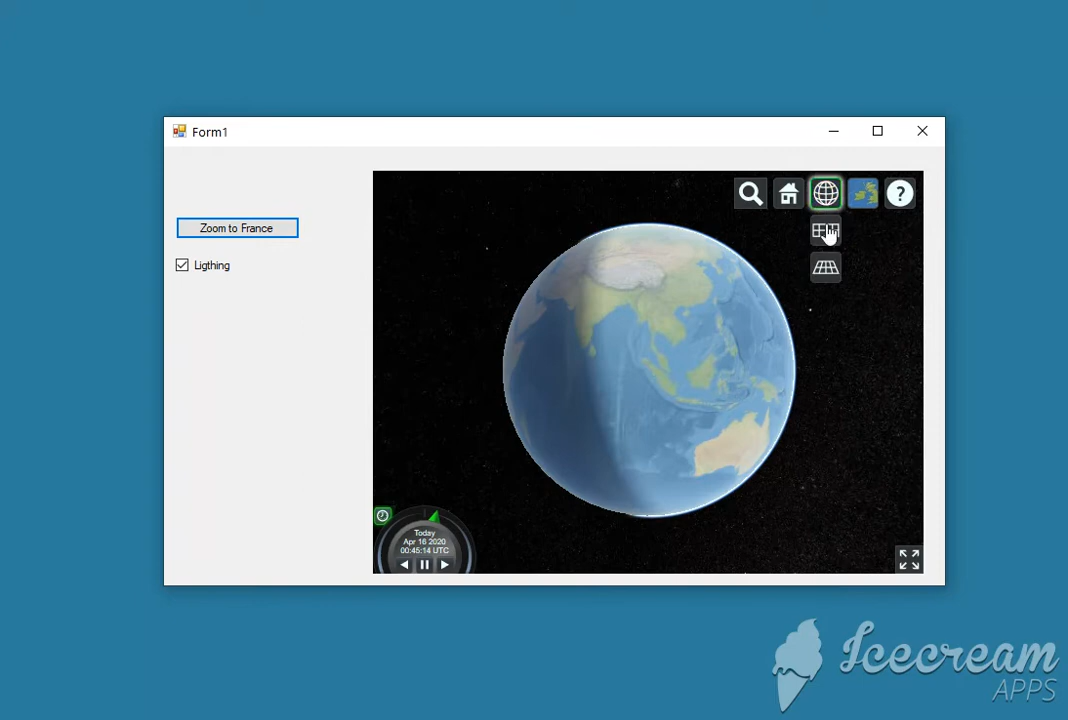 Form1
Zoom to France
Ligthing
?
Today
Apr 16 2020
00:45:14 UTC
Icecream
APPS